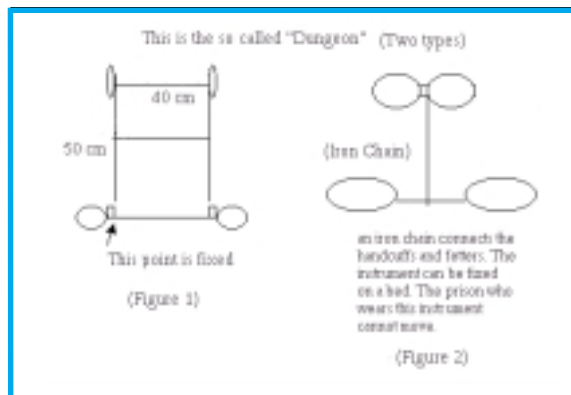 This is the so called "Dungeon" (Two types)
40 cm
50 cm
This point is fixed
(Figure 1)
(Iron Chain)
an iron chain connects the
handcuffs and fetters. The
instrument can be fixed
on a bed. The prison who
wears this instrument
cannot move.
(Figure 2)